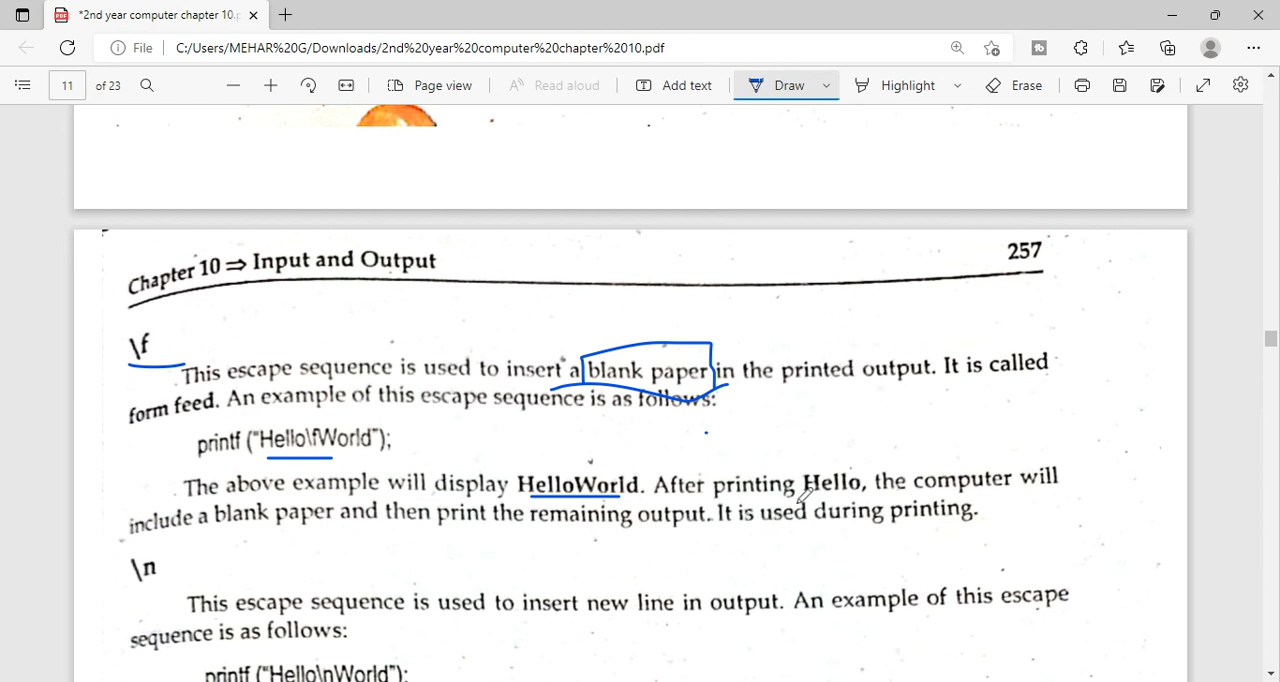 *2nd year computer chapter 10.p
File C:/Users/MEHAR%20G/Downloads/2nd%20year%20computer%20chapter%2010.pdf
11 of 23 Page view Read aloud Add text Draw Highlight Erase
Chapter 10 ⇒ Input and Output 257
\f
This escape sequence is used to insert a blank paper in the printed output. It is called
form feed. An example of this escape sequence is as follows:
printf ("Hello\fWorld");
The above example will display HelloWorld. After printing Hello, the computer will
include a blank paper and then print the remaining output. It is used during printing.
\n
This escape sequence is used to insert new line in output. An example of this escape
sequence is as follows:
printf ("Hello\nWorld");